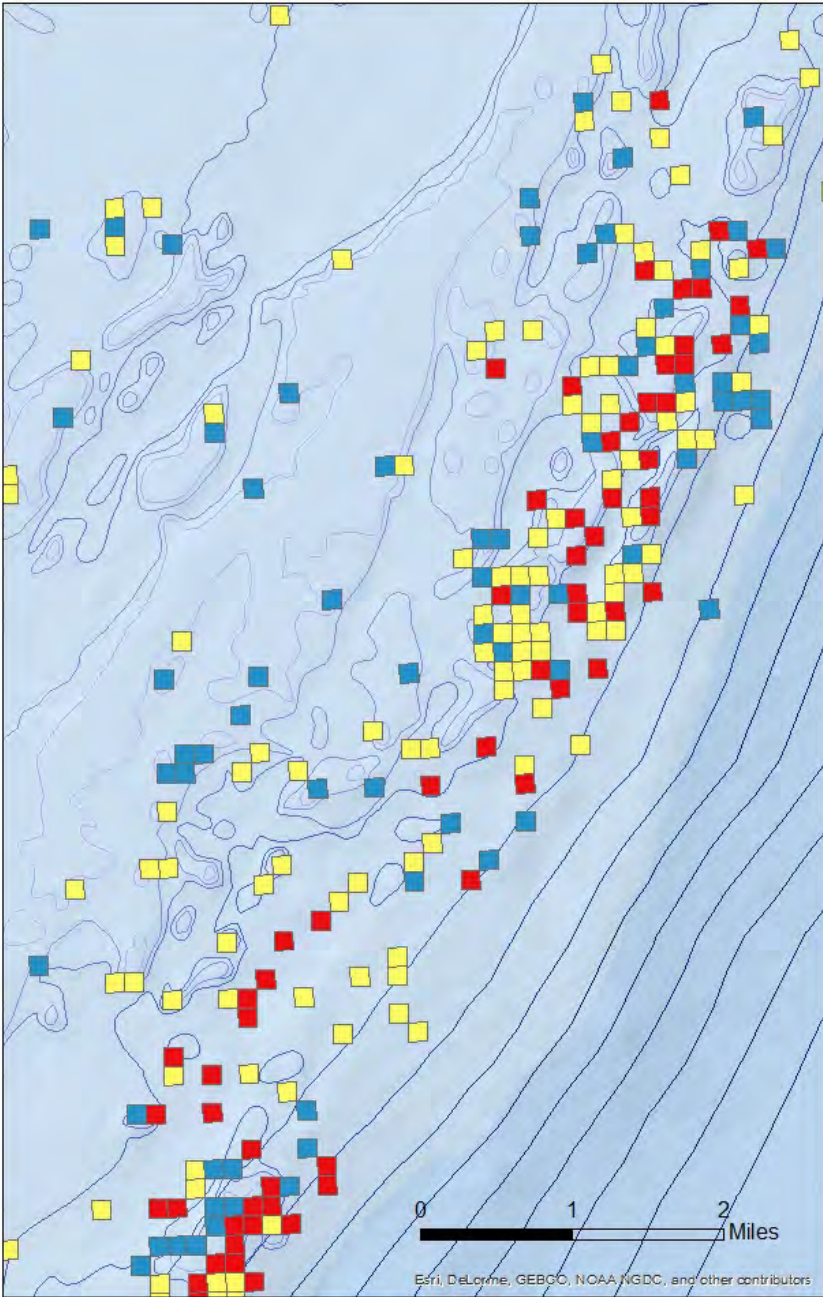 0 1 2
Miles
Esri, DeLorme, GEBCO, NOAA NGDC, and other contributors